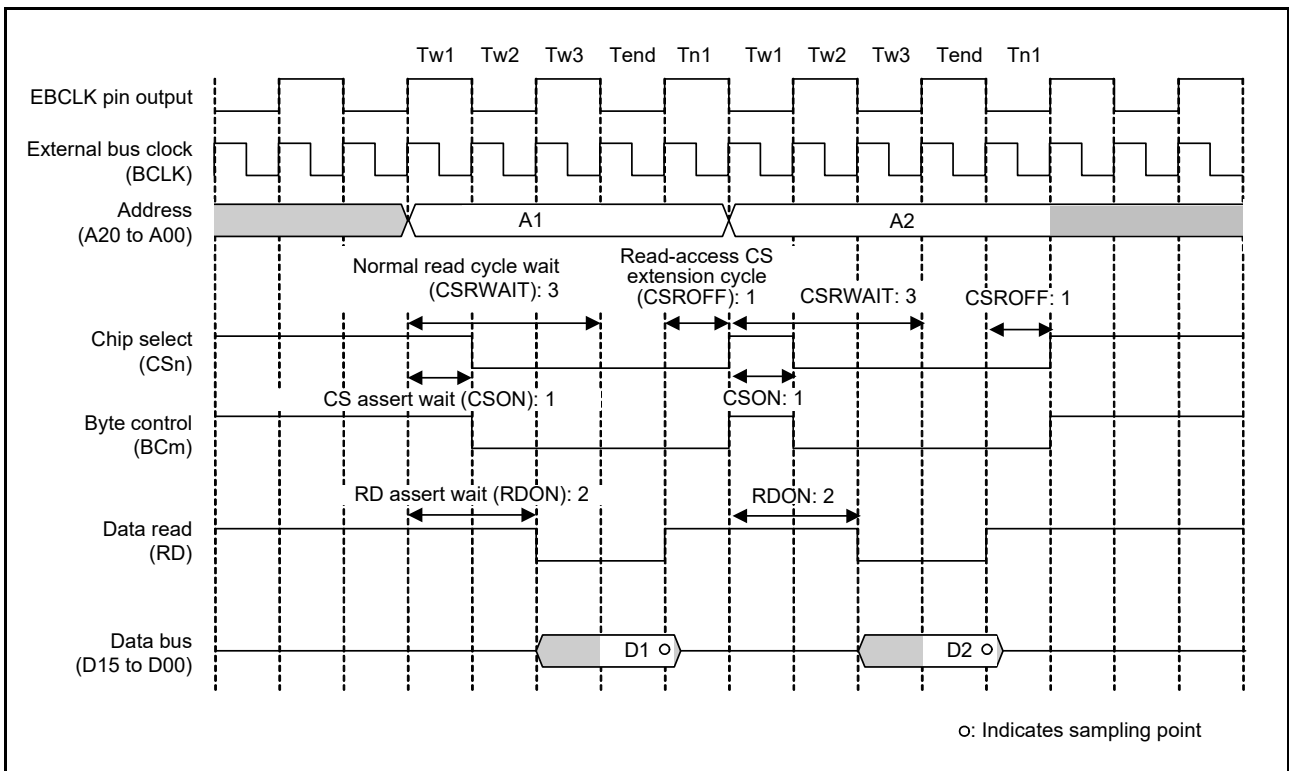 Tw1 Tw2 Tw3 Tend Tn1 Tw1 Tw2 Tw3 Tend Tn1
EBCLK pin output
External bus clock
(BCLK)
Address
(A20 to A00)
A1
A2
Normal read cycle wait
(CSRWAIT): 3
Read-access CS
extension cycle
(CSROFF): 1
CSRWAIT: 3
CSROFF: 1
Chip select
(CSn)
CS assert wait (CSON): 1
CSON: 1
Byte control
(BCm)
RD assert wait (RDON): 2
RDON: 2
Data read
(RD)
Data bus
(D15 to D00)
D1
D2
o: Indicates sampling point